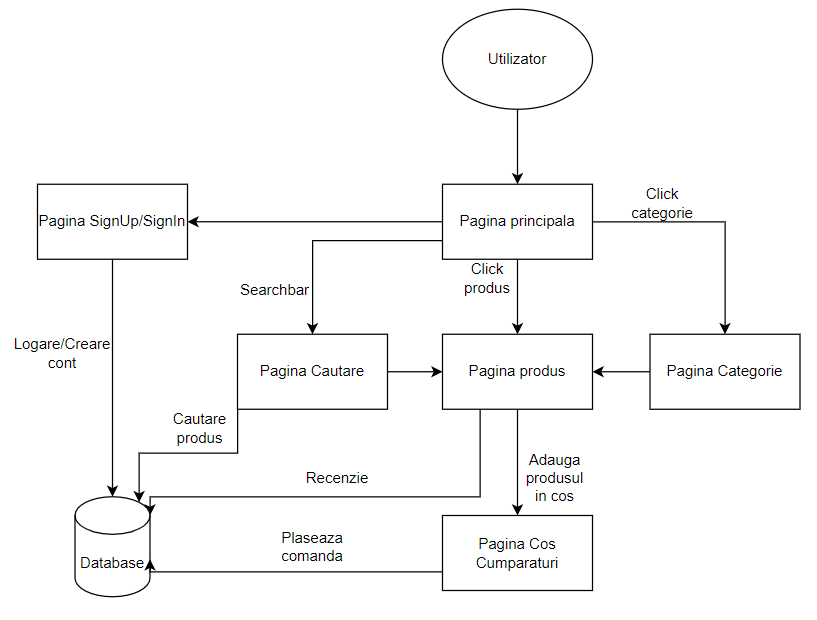 Utilizator
Click
categorie
Pagina SignUp/SignIn
Pagina principala
Click
produs
Searchbar
Logare/Creare
cont
Pagina Cautare
Pagina produs
Pagina Categorie
Cautare
produs
Adauga
produsul
in cos
Recenzie
Plaseaza
comanda
Pagina Cos
Cumparaturi
Database